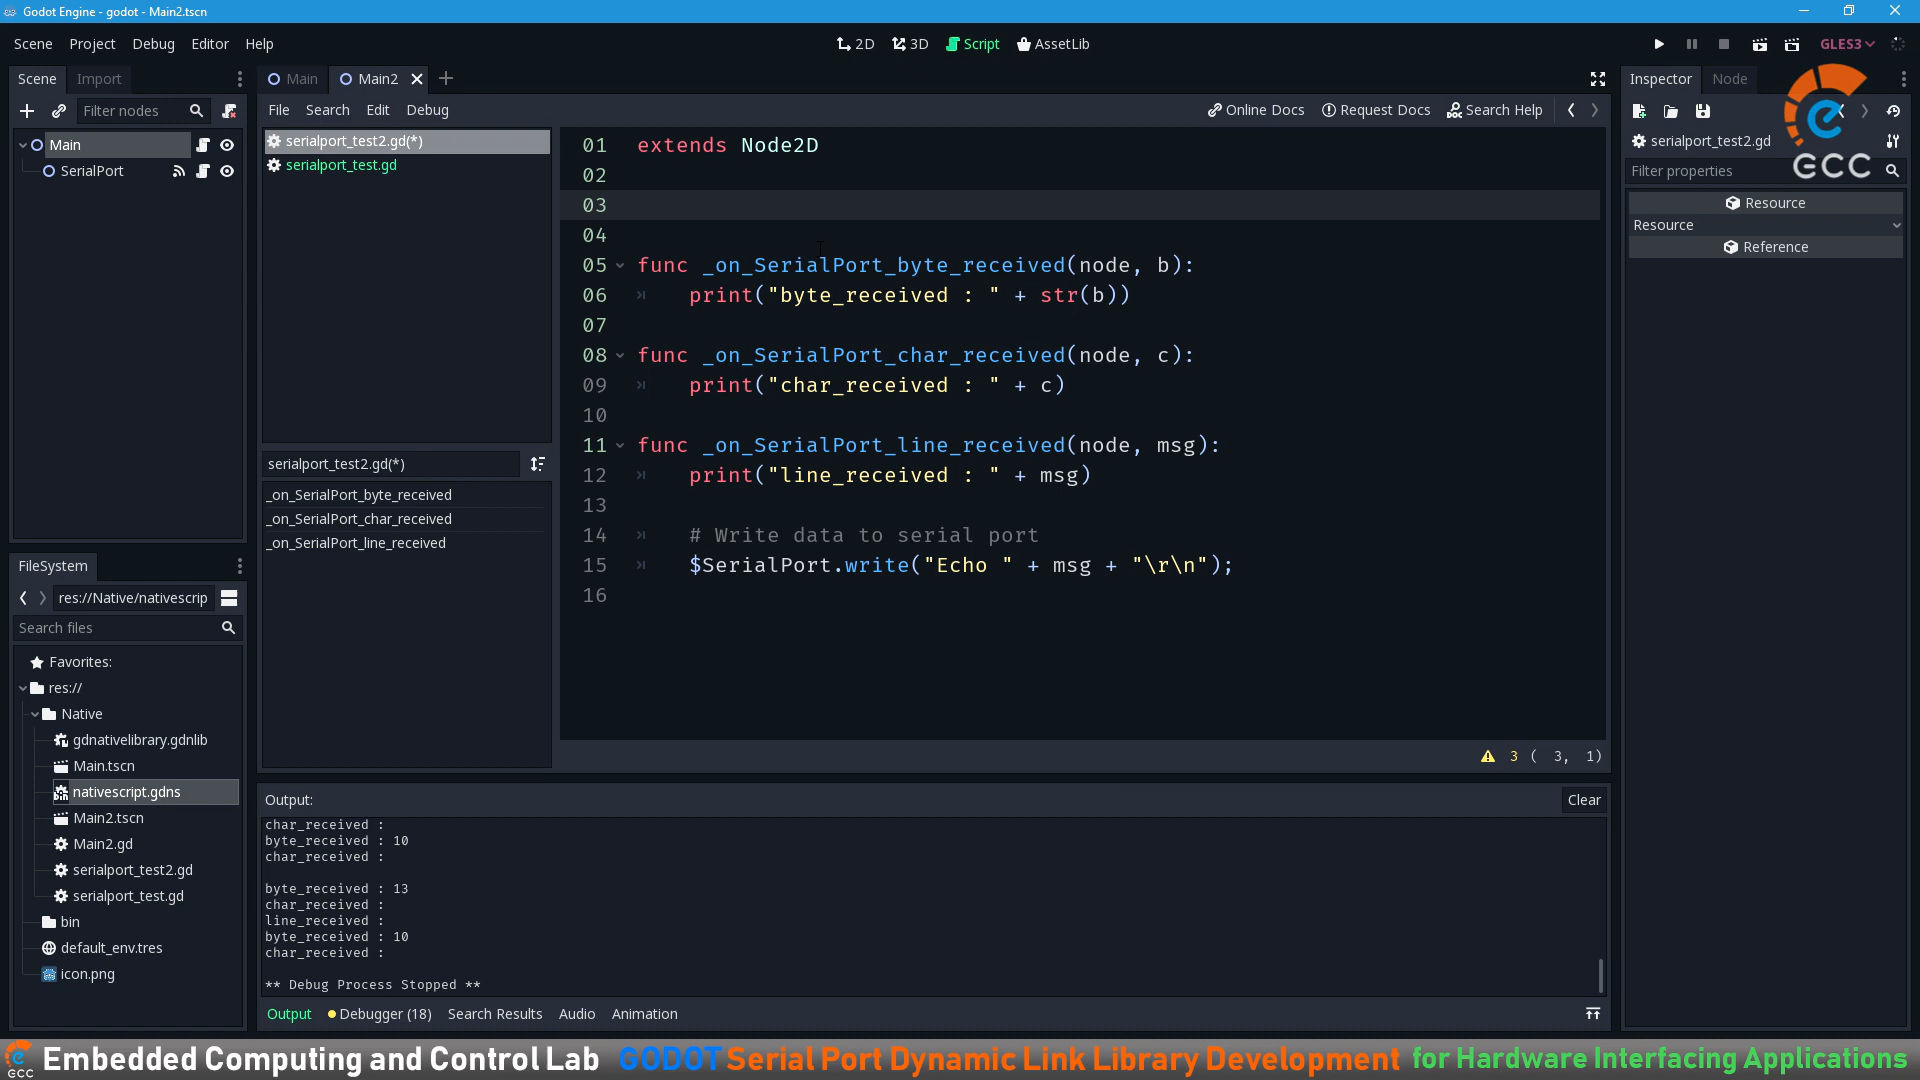 Godot Engine - godot - Main2.tscn
Scene Project Debug Editor Help
2D 3D Script AssetLib
GLES3
Scene Import
Filter nodes
Main
SerialPort
Main Main2
File Search Edit Debug
Online Docs Request Docs Search Help
serialport_test2.gd(*)
serialport_test.gd
serialport_test2.gd(*)
_on_SerialPort_byte_received
_on_SerialPort_char_received
_on_SerialPort_line_received
01 extends Node2D
02
03
04
05 func _on_SerialPort_byte_received(node, b):
06 print("byte_received : " + str(b))
07
08 func _on_SerialPort_char_received(node, c):
09 print("char_received : " + c)
10
11 func _on_SerialPort_line_received(node, msg):
12 print("line_received : " + msg)
13
14 # Write data to serial port
15 $SerialPort.write("Echo " + msg + "\r\n");
16
3 ( 3, 1)
Inspector Node
serialport_test2.gd
Filter properties
Resource
Resource
Reference
ECC
FileSystem
res://Native/nativescrip
Search files
Favorites:
res://
Native
gdnativelibrary.gdnlib
Main.tscn
nativescript.gdns
Main2.tscn
Main2.gd
serialport_test2.gd
serialport_test.gd
bin
default_env.tres
icon.png
Output:
Clear
char_received :
byte_received : 10
char_received :
byte_received : 13
char_received :
line_received :
byte_received : 10
char_received :
** Debug Process Stopped **
Output Debugger (18) Search Results Audio Animation
ECC Embedded Computing and Control Lab GODOT Serial Port Dynamic Link Library Development for Hardware Interfacing Applications